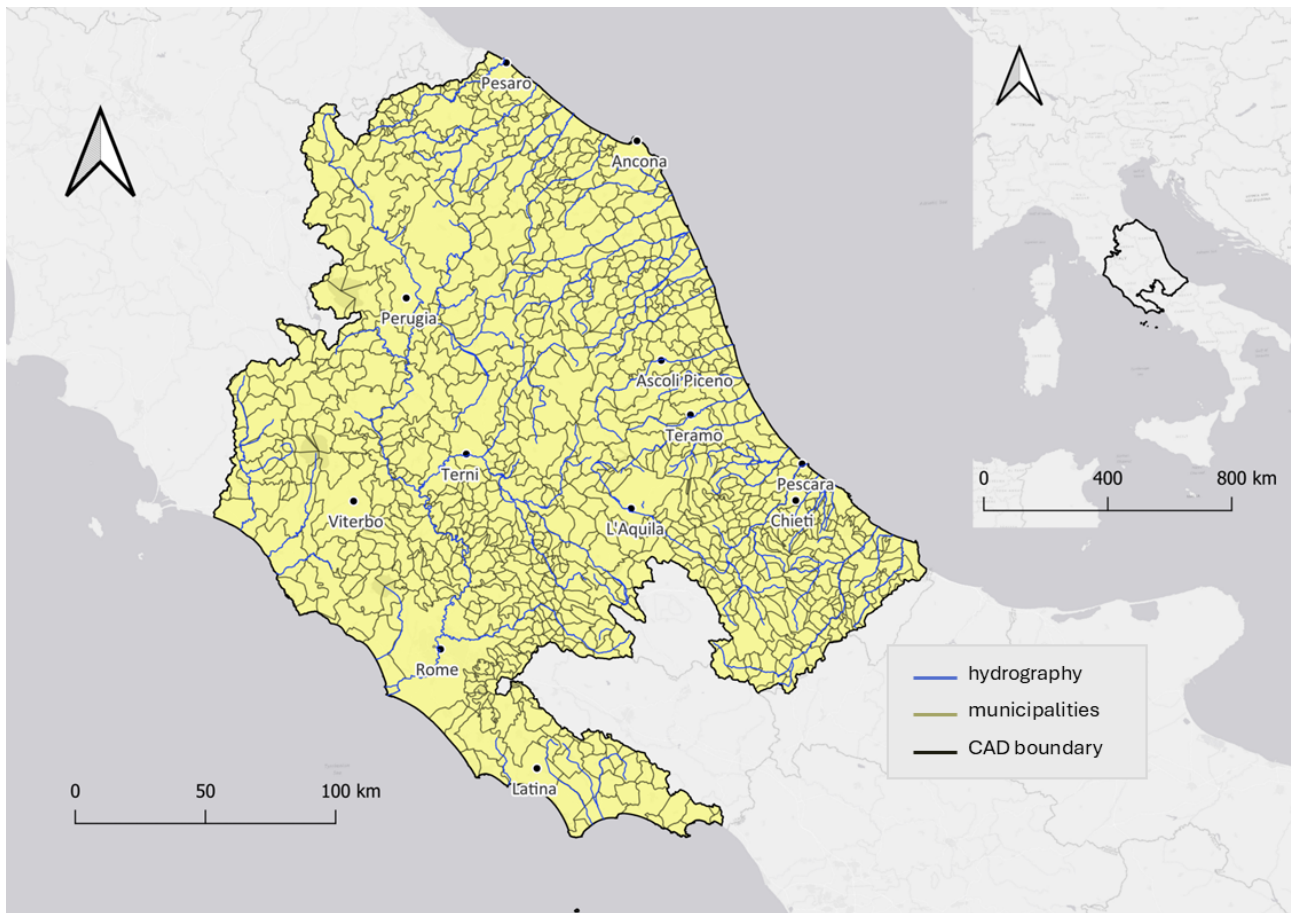 Pesaro
Ancona
Perugia
Ascoli Piceno
Teramo
Terni
Pescara
Viterbo
L'Aquila
Chieti
Rome
Latina
0 50 100 km
0 400 800 km
hydrography
municipalities
CAD boundary